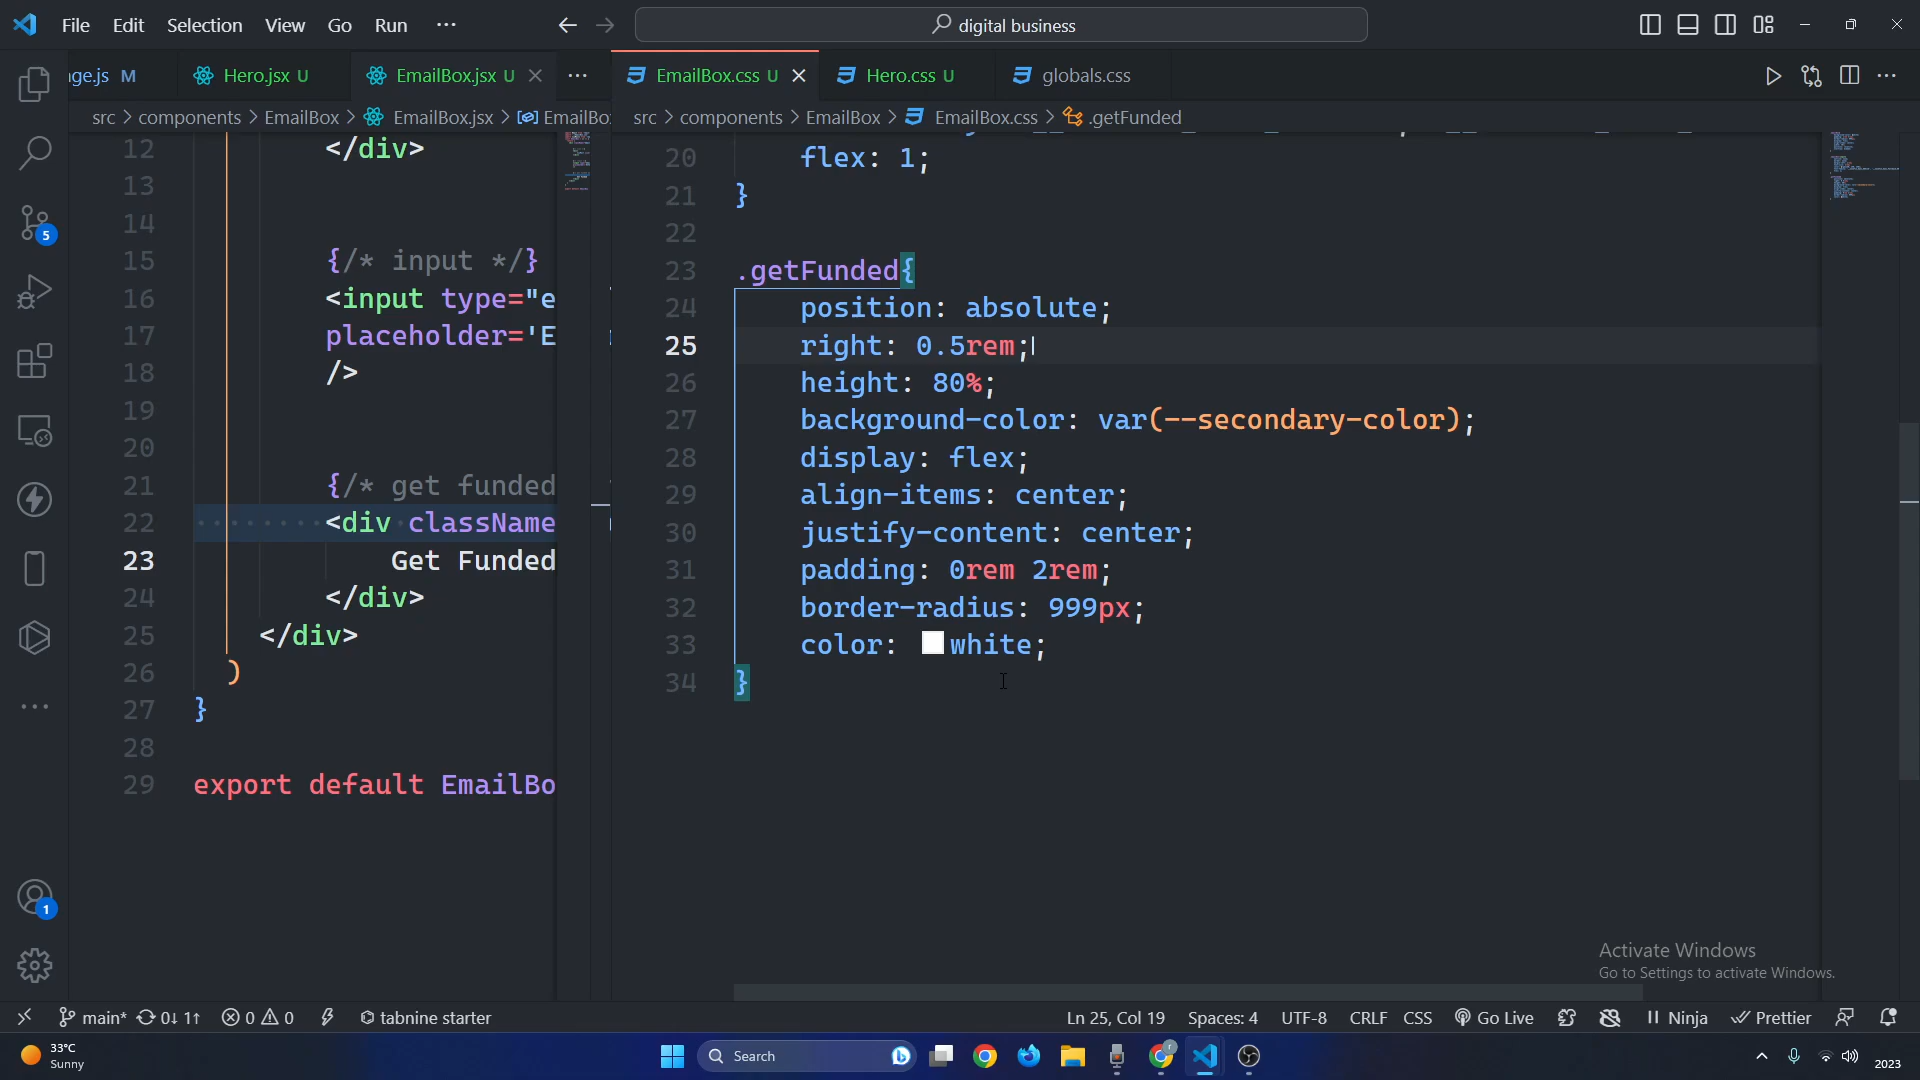 File Edit Selection View Go Run ···
digital business
ge.js M
Hero.jsx U
EmailBox.jsx U
EmailBox.css U
Hero.css U
globals.css
src > components > EmailBox > EmailBox.jsx > EmailBo
src > components > EmailBox > EmailBox.css > .getFunded
12 </div>
13
14
15 {/* input */}
16 <input type="e
17 placeholder='E
18 />
19
20
21 {/* get funded
22 <div className
23 Get Funded
24 </div>
25 </div>
26 )
27 }
28
29 export default EmailBo
20 flex: 1;
21 }
22
23 .getFunded{
24 position: absolute;
25 right: 0.5rem;
26 height: 80%;
27 background-color: var(--secondary-color);
28 display: flex;
29 align-items: center;
30 justify-content: center;
31 padding: 0rem 2rem;
32 border-radius: 999px;
33 color: white;
34 }
5
1
Activate Windows
Go to Settings to activate Windows.
main* 0↓ 1↑ 0 0 tabnine starter
Ln 25, Col 19 Spaces: 4 UTF-8 CRLF CSS Go Live Ninja Prettier
33°C
Sunny
Search
2023